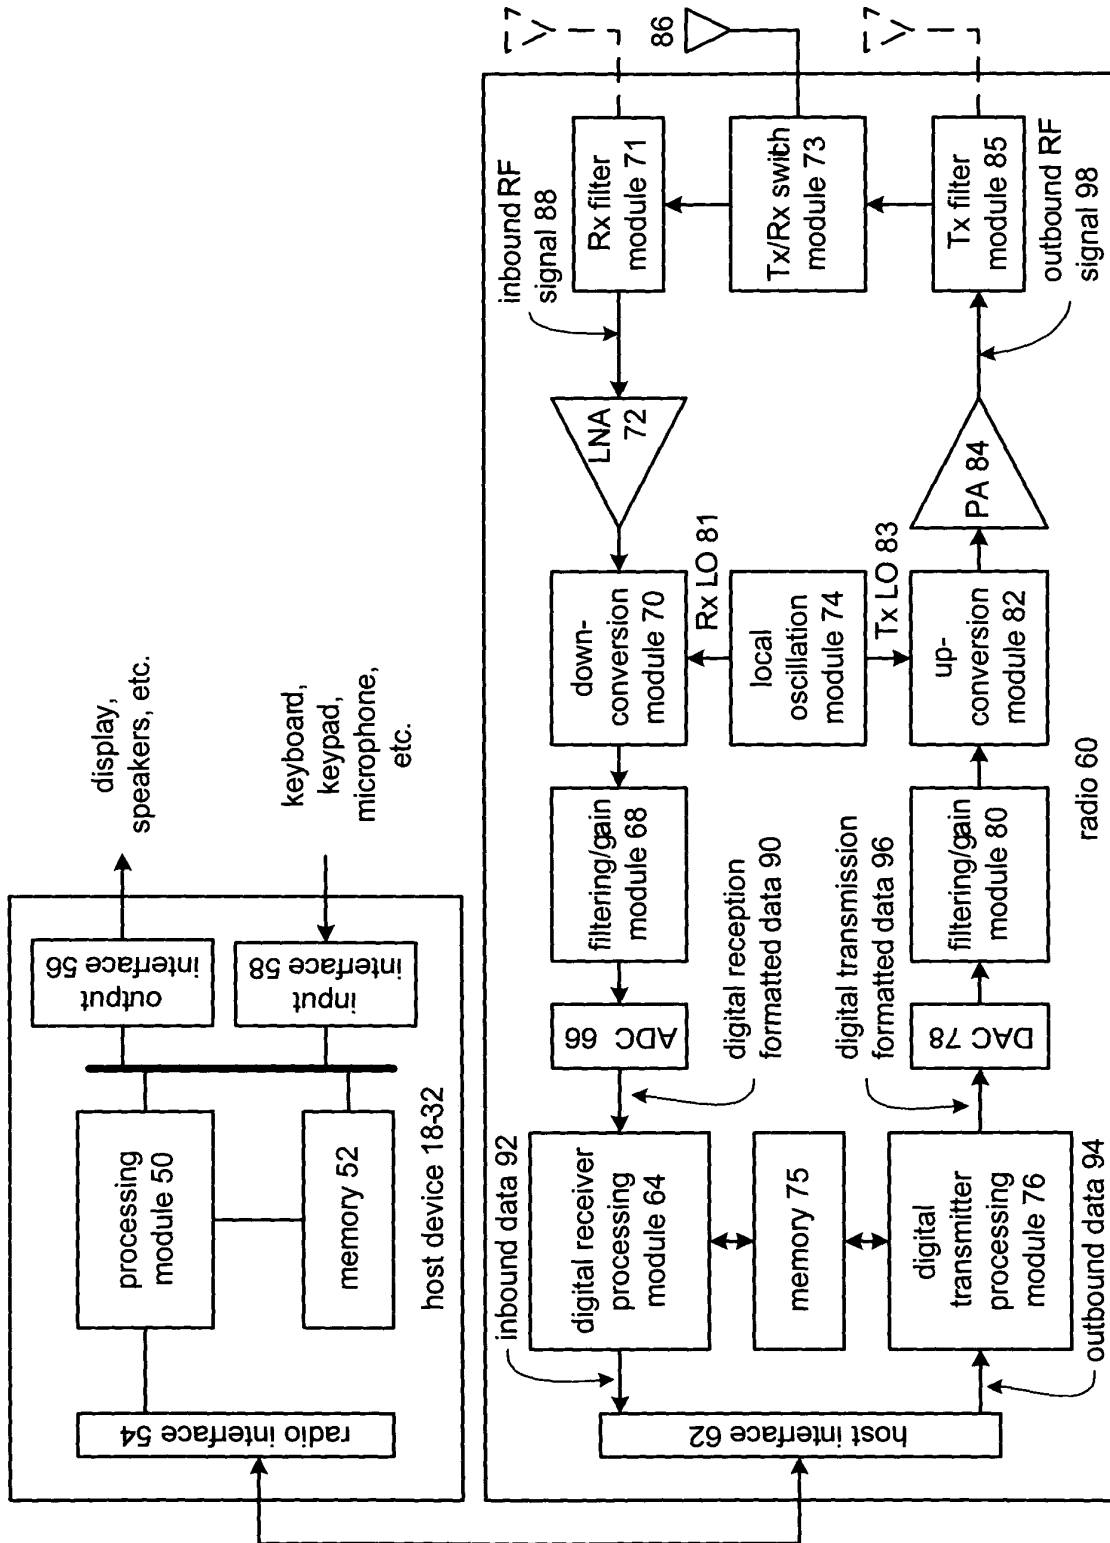 radio interface 54
processing
module 50
memory 52
output
interface 56
input
interface 58
display,
speakers, etc.
keyboard,
keypad,
microphone,
etc.
host device 18-32
host interface 62
inbound data 92
digital receiver
processing
module 64
memory 75
digital
transmitter
processing
module 76
outbound data 94
ADC 66
digital reception
formatted data 90
digital transmission
formatted data 96
DAC 78
filtering/gain
module 68
filtering/gain
module 80
down-
conversion
module 70
Rx LO 81
local
oscillation
module 74
Tx LO 83
up-
conversion
module 82
LNA
72
PA 84
inbound RF
signal 88
Rx filter
module 71
Tx/Rx switch
module 73
Tx filter
module 85
outbound RF
signal 98
86
radio 60